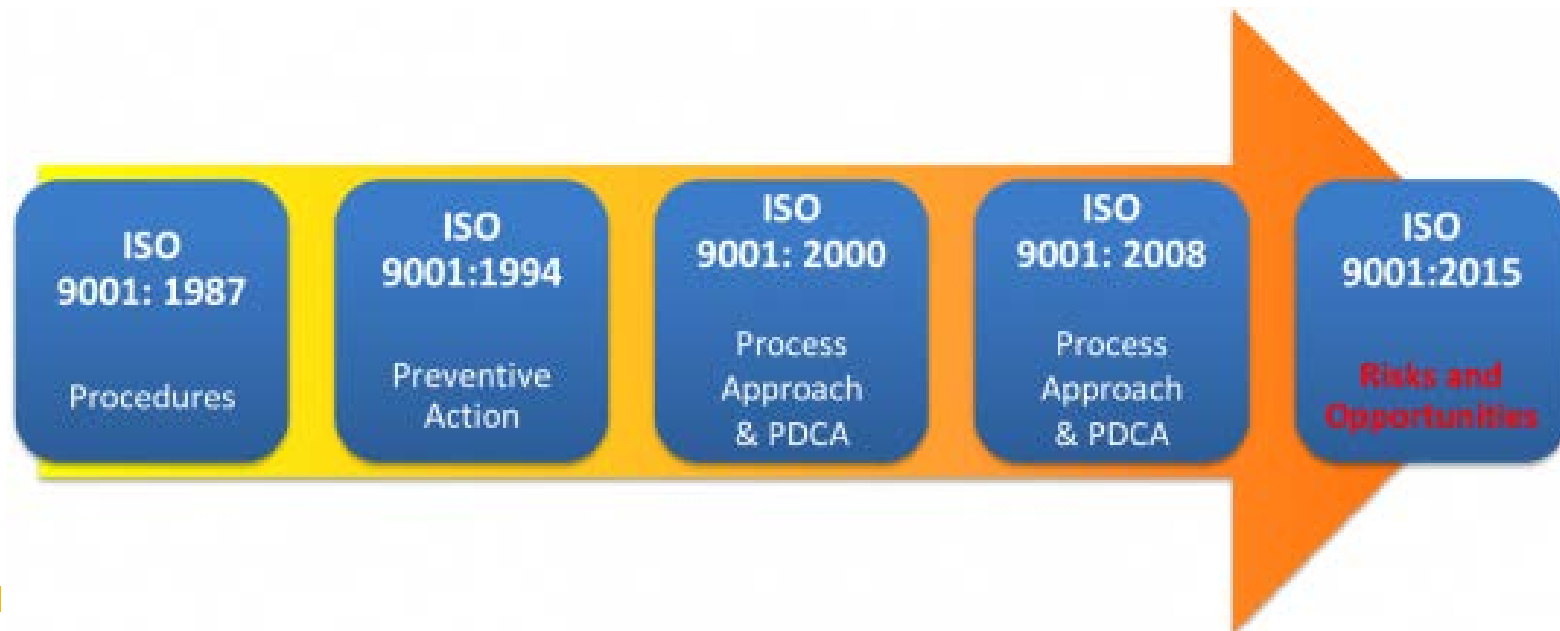 ISO
9001: 1987
Procedures
ISO
9001:1994
Preventive
Action
ISO
9001: 2000
Process
Approach
& PDCA
ISO
9001: 2008
Process
Approach
& PDCA
ISO
9001:2015
Risks and
Opportunities